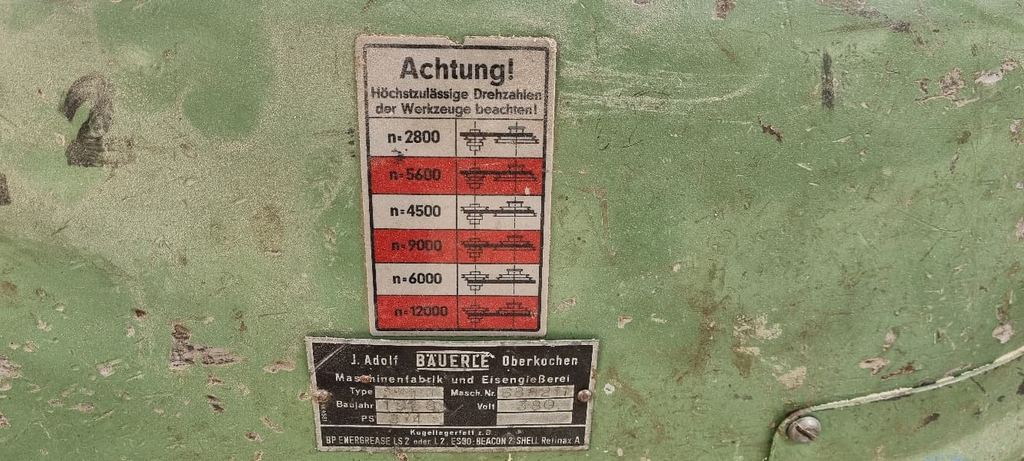 2
Achtung!
Höchstzulässige Drehzahlen
der Werkzeuge beachten!
n=2800
n=5600
n=4500
n=9000
n=6000
n=12000
J. Adolf BÄUERLE Oberkochen
Maschinenfabrik und Eisengießerei
Type Masch. Nr.
Baujahr Volt 380
PS
Kugellagerfett z.B.
BP ENERGREASE LS 2 oder L 2, ESSO-BEACON 2, SHELL Retinax A